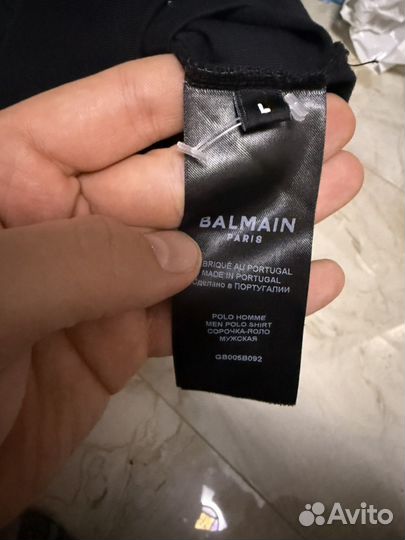 L
BALMAIN
PARIS
BRIQUÉ AU PORTUGAL
MADE IN PORTUGAL
СДЕЛАНО В ПОРТУГАЛИИ
POLO HOMME
MEN POLO SHIRT
СОРОЧКА-ПОЛО
МУЖСКАЯ
GB005B092
Avito